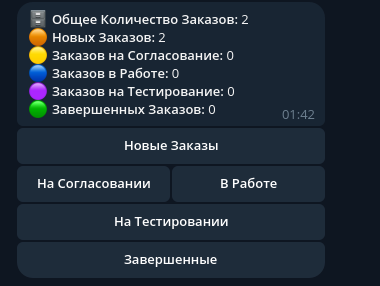 Общее Количество Заказов: 2
Новых Заказов: 2
Заказов на Согласование: 0
Заказов в Работе: 0
Заказов на Тестирование: 0
Завершенных Заказов: 0
01:42
Новые Заказы
На Согласовании
В Работе
На Тестировании
Завершенные